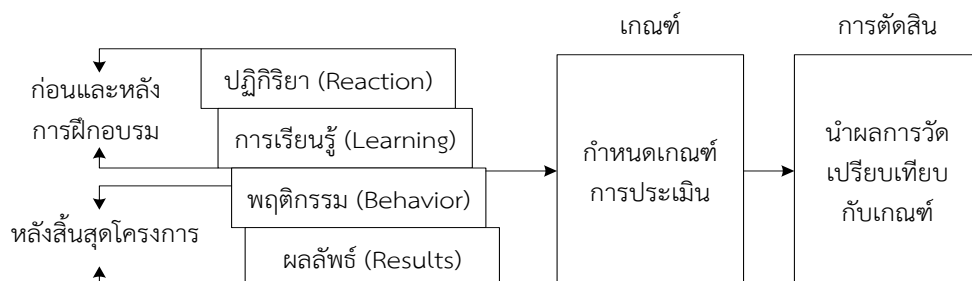 เกณฑ์
การตัดสิน
ก่อนและหลัง
การฝึกอบรม
ปฏิกิริยา (Reaction)
การเรียนรู้ (Learning)
พฤติกรรม (Behavior)
ผลลัพธ์ (Results)
หลังสิ้นสุดโครงการ
กำหนดเกณฑ์
การประเมิน
นำผลการวัด
เปรียบเทียบ
กับเกณฑ์